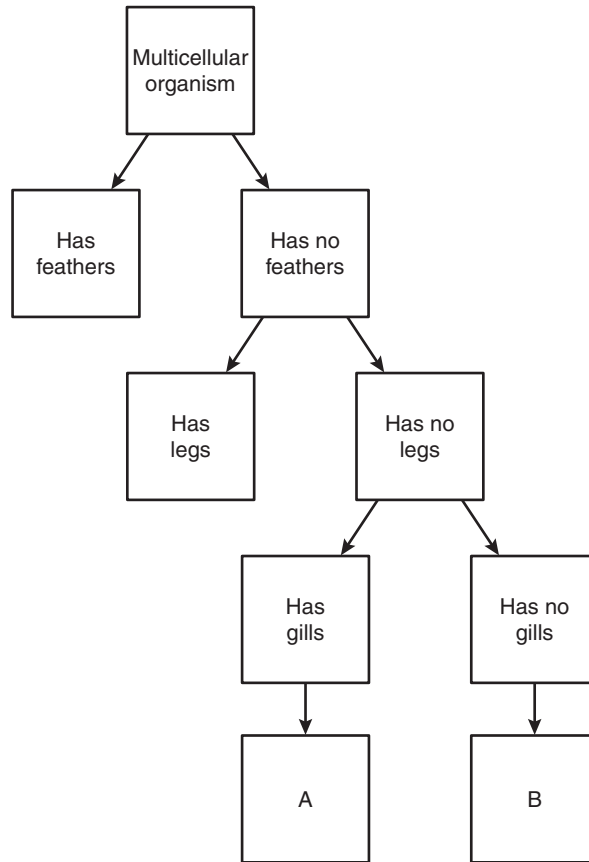 Multicellular
organism
Has
feathers
Has no
feathers
Has
legs
Has no
legs
Has
gills
Has no
gills
A
B